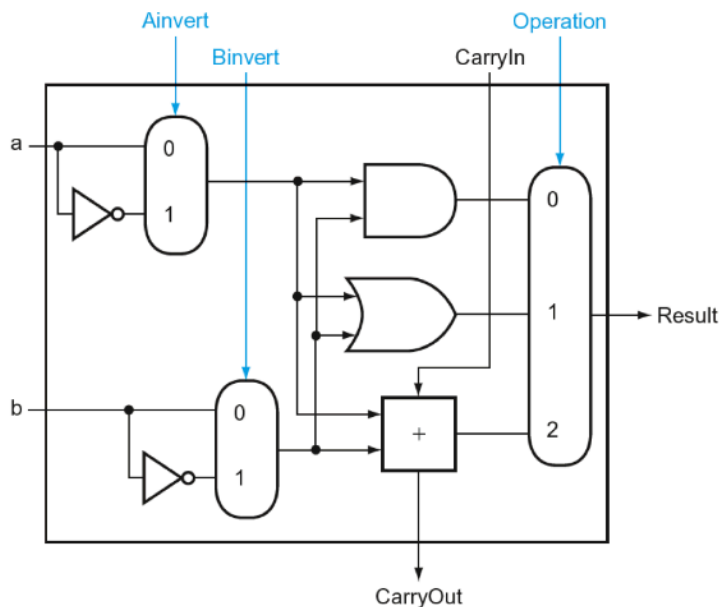 Ainvert
Operation
Binvert
CarryIn
a
0
1
0
1
Result
b
0
1
+
2
CarryOut